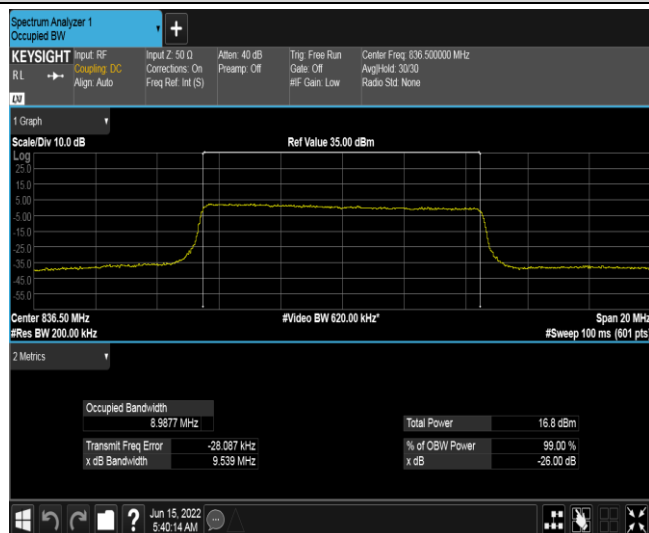 Spectrum Analyzer 1
Occupied BW
+
KEYSIGHT Input: RF Input Z: 50 Ω Atten: 40 dB Trig: Free Run Center Freq: 836.500000 MHz
RL Coupling: DC Corrections: On Preamp: Off Gate: Off Avg|Hold: 30/30
Align: Auto Freq Ref: Int (S) #IF Gain: Low Radio Std: None
LXI
1 Graph
Scale/Div 10.0 dB Ref Value 35.00 dBm
Log
25.0
15.0
5.00
-5.00
-15.0
-25.0
-35.0
-45.0
-55.0
Center 836.50 MHz #Video BW 620.00 kHz* Span 20 MHz
#Res BW 200.00 kHz #Sweep 100 ms (601 pts
2 Metrics
Occupied Bandwidth
8.9877 MHz Total Power 16.8 dBm
Transmit Freq Error -28.087 kHz % of OBW Power 99.00 %
x dB Bandwidth 9.539 MHz x dB -26.00 dB
? Jun 15, 2022
5:40:14 AM